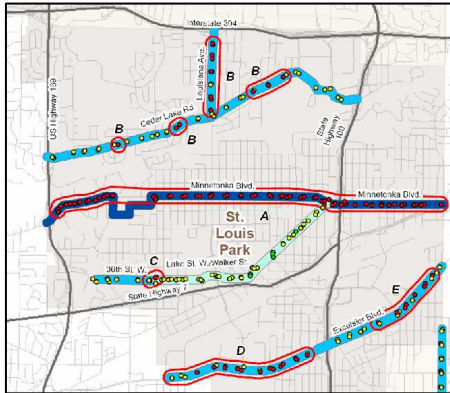 Interstate 394
Louisiana Ave.
B
B
US Highway 169
Cedar Lake Rd.
B
B
State Highway 100
Minnetonka Blvd.
Minnetonka Blvd.
A
St. Louis Park
C
Lake St. W./Walker St.
36th St. W.
State Highway 7
E
Excelsior Blvd.
D